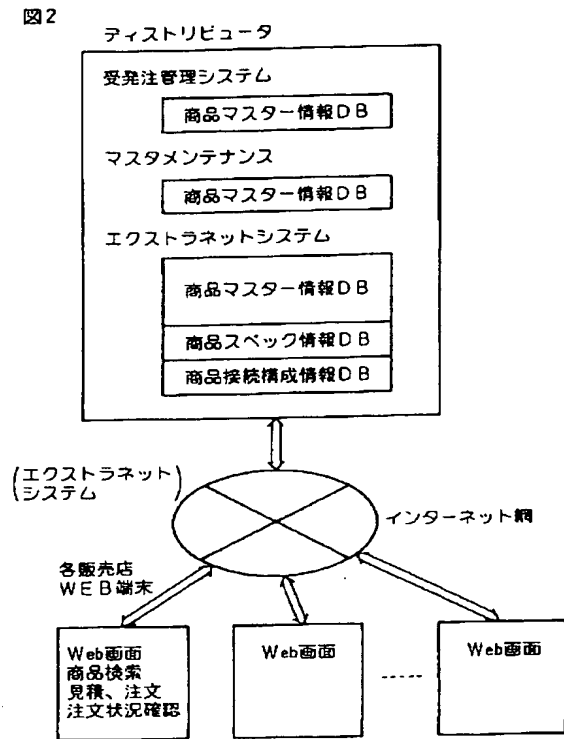 図2
ディストリビュータ
受発注管理システム
商品マスター情報DB
マスタメンテナンス
商品マスター情報DB
エクストラネットシステム
商品マスター情報DB
商品スペック情報DB
商品接続構成情報DB
(エクストラネット
システム)
インターネット網
各販売店
WEB端末
Web画面
商品検索
見積、注文
注文状況確認
Web画面
Web画面